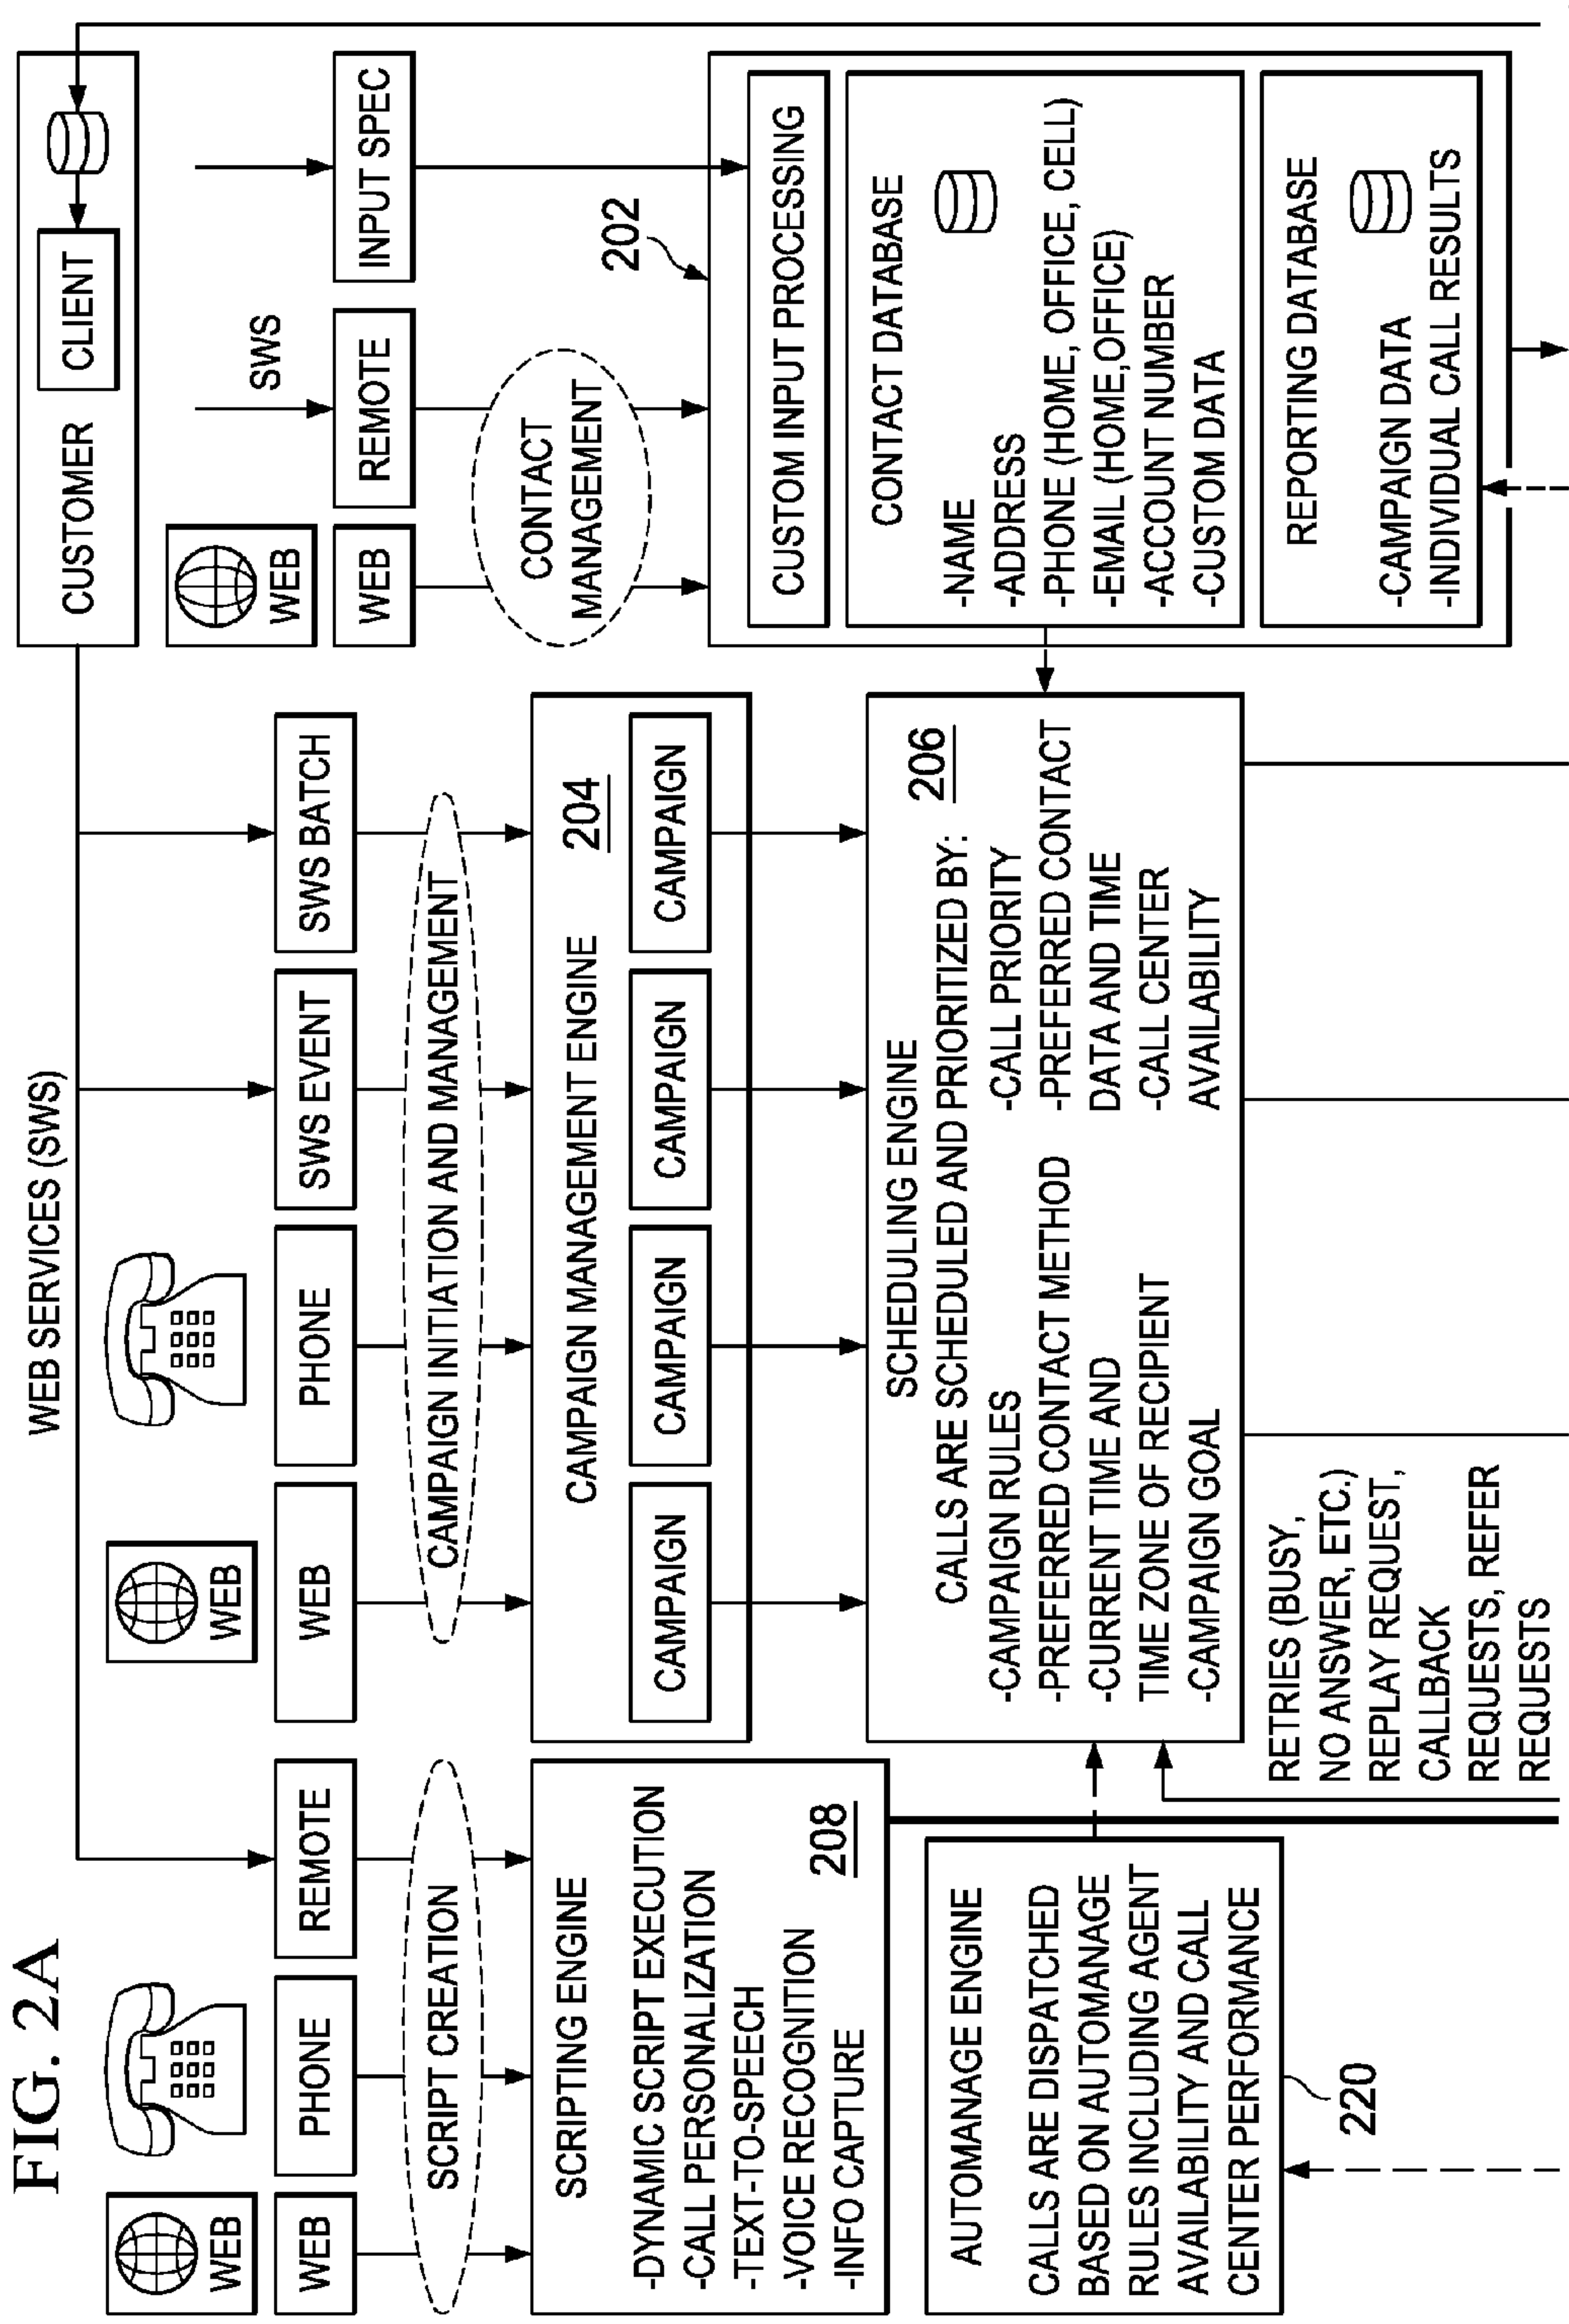 FIG. 2A
WEB SERVICES (SWS)
CUSTOMER
CLIENT
WEB
WEB
PHONE
REMOTE
SCRIPT CREATION
SCRIPTING ENGINE
-DYNAMIC SCRIPT EXECUTION
-CALL PERSONALIZATION
-TEXT-TO-SPEECH
-VOICE RECOGNITION
-INFO CAPTURE
208
WEB
WEB
PHONE
SWS EVENT
SWS BATCH
CAMPAIGN INITIATION AND MANAGEMENT
CAMPAIGN MANAGEMENT ENGINE
204
CAMPAIGN
CAMPAIGN
CAMPAIGN
CAMPAIGN
WEB
WEB
SWS
REMOTE
INPUT SPEC
CONTACT
MANAGEMENT
202
CUSTOM INPUT PROCESSING
CONTACT DATABASE
-NAME
-ADDRESS
-PHONE (HOME, OFFICE, CELL)
-EMAIL (HOME,OFFICE)
-ACCOUNT NUMBER
-CUSTOM DATA
REPORTING DATABASE
-CAMPAIGN DATA
-INDIVIDUAL CALL RESULTS
SCHEDULING ENGINE
206
CALLS ARE SCHEDULED AND PRIORITIZED BY:
-CAMPAIGN RULES
-PREFERRED CONTACT METHOD
-CURRENT TIME AND
TIME ZONE OF RECIPIENT
-CAMPAIGN GOAL
-CALL PRIORITY
-PREFERRED CONTACT
DATA AND TIME
-CALL CENTER
AVAILABILITY
AUTOMANAGE ENGINE
CALLS ARE DISPATCHED
BASED ON AUTOMANAGE
RULES INCLUDING AGENT
AVAILABILITY AND CALL
CENTER PERFORMANCE
220
RETRIES (BUSY,
NO ANSWER, ETC.)
REPLAY REQUEST,
CALLBACK
REQUESTS, REFER
REQUESTS